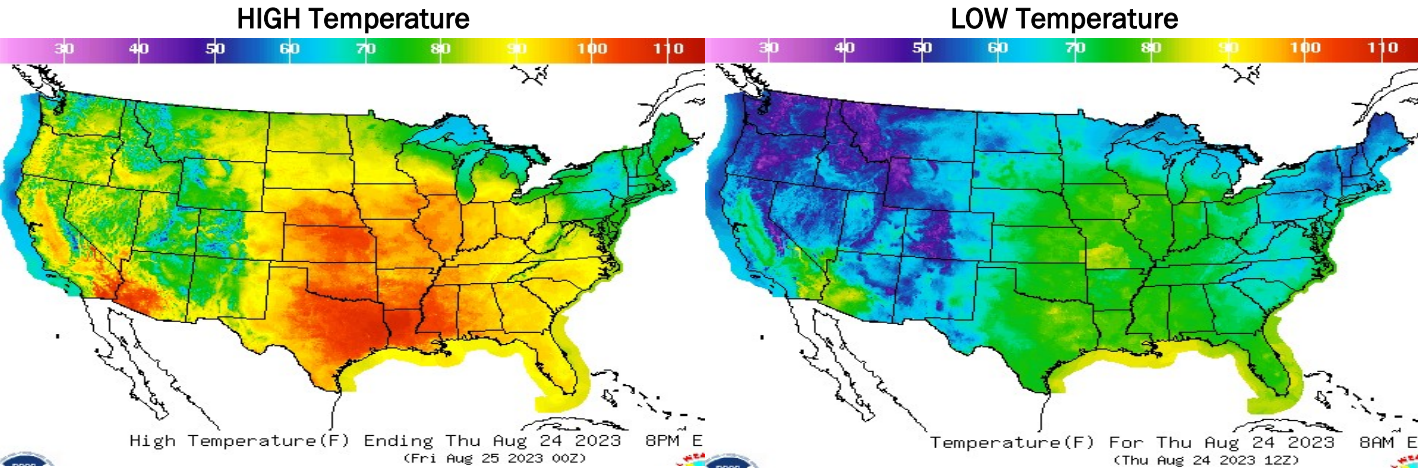 HIGH Temperature
30 40 50 60 70 80 90 100 110
High Temperature(F) Ending Thu Aug 24 2023 8PM E
(Fri Aug 25 2023 00Z)
LOW Temperature
30 40 50 60 70 80 90 100 110
Temperature(F) For Thu Aug 24 2023 8AM E
(Thu Aug 24 2023 12Z)